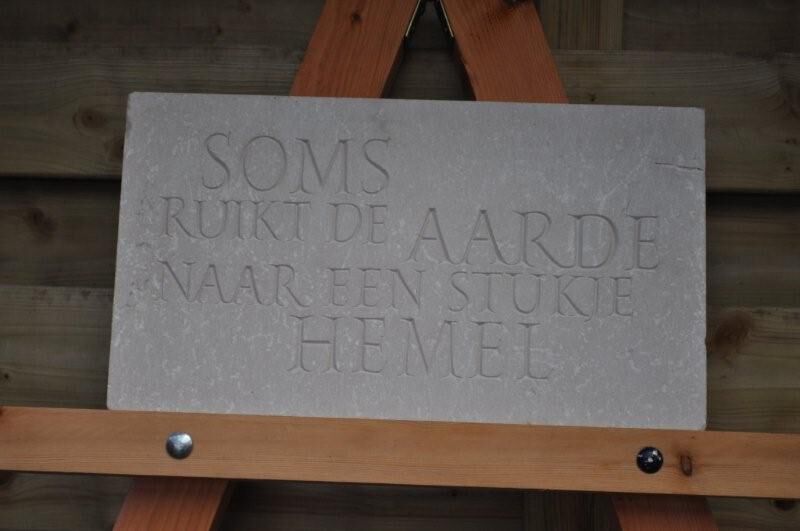 SOMS
RUIKT DE AARDE
NAAR EEN STUKJE
HEMEL